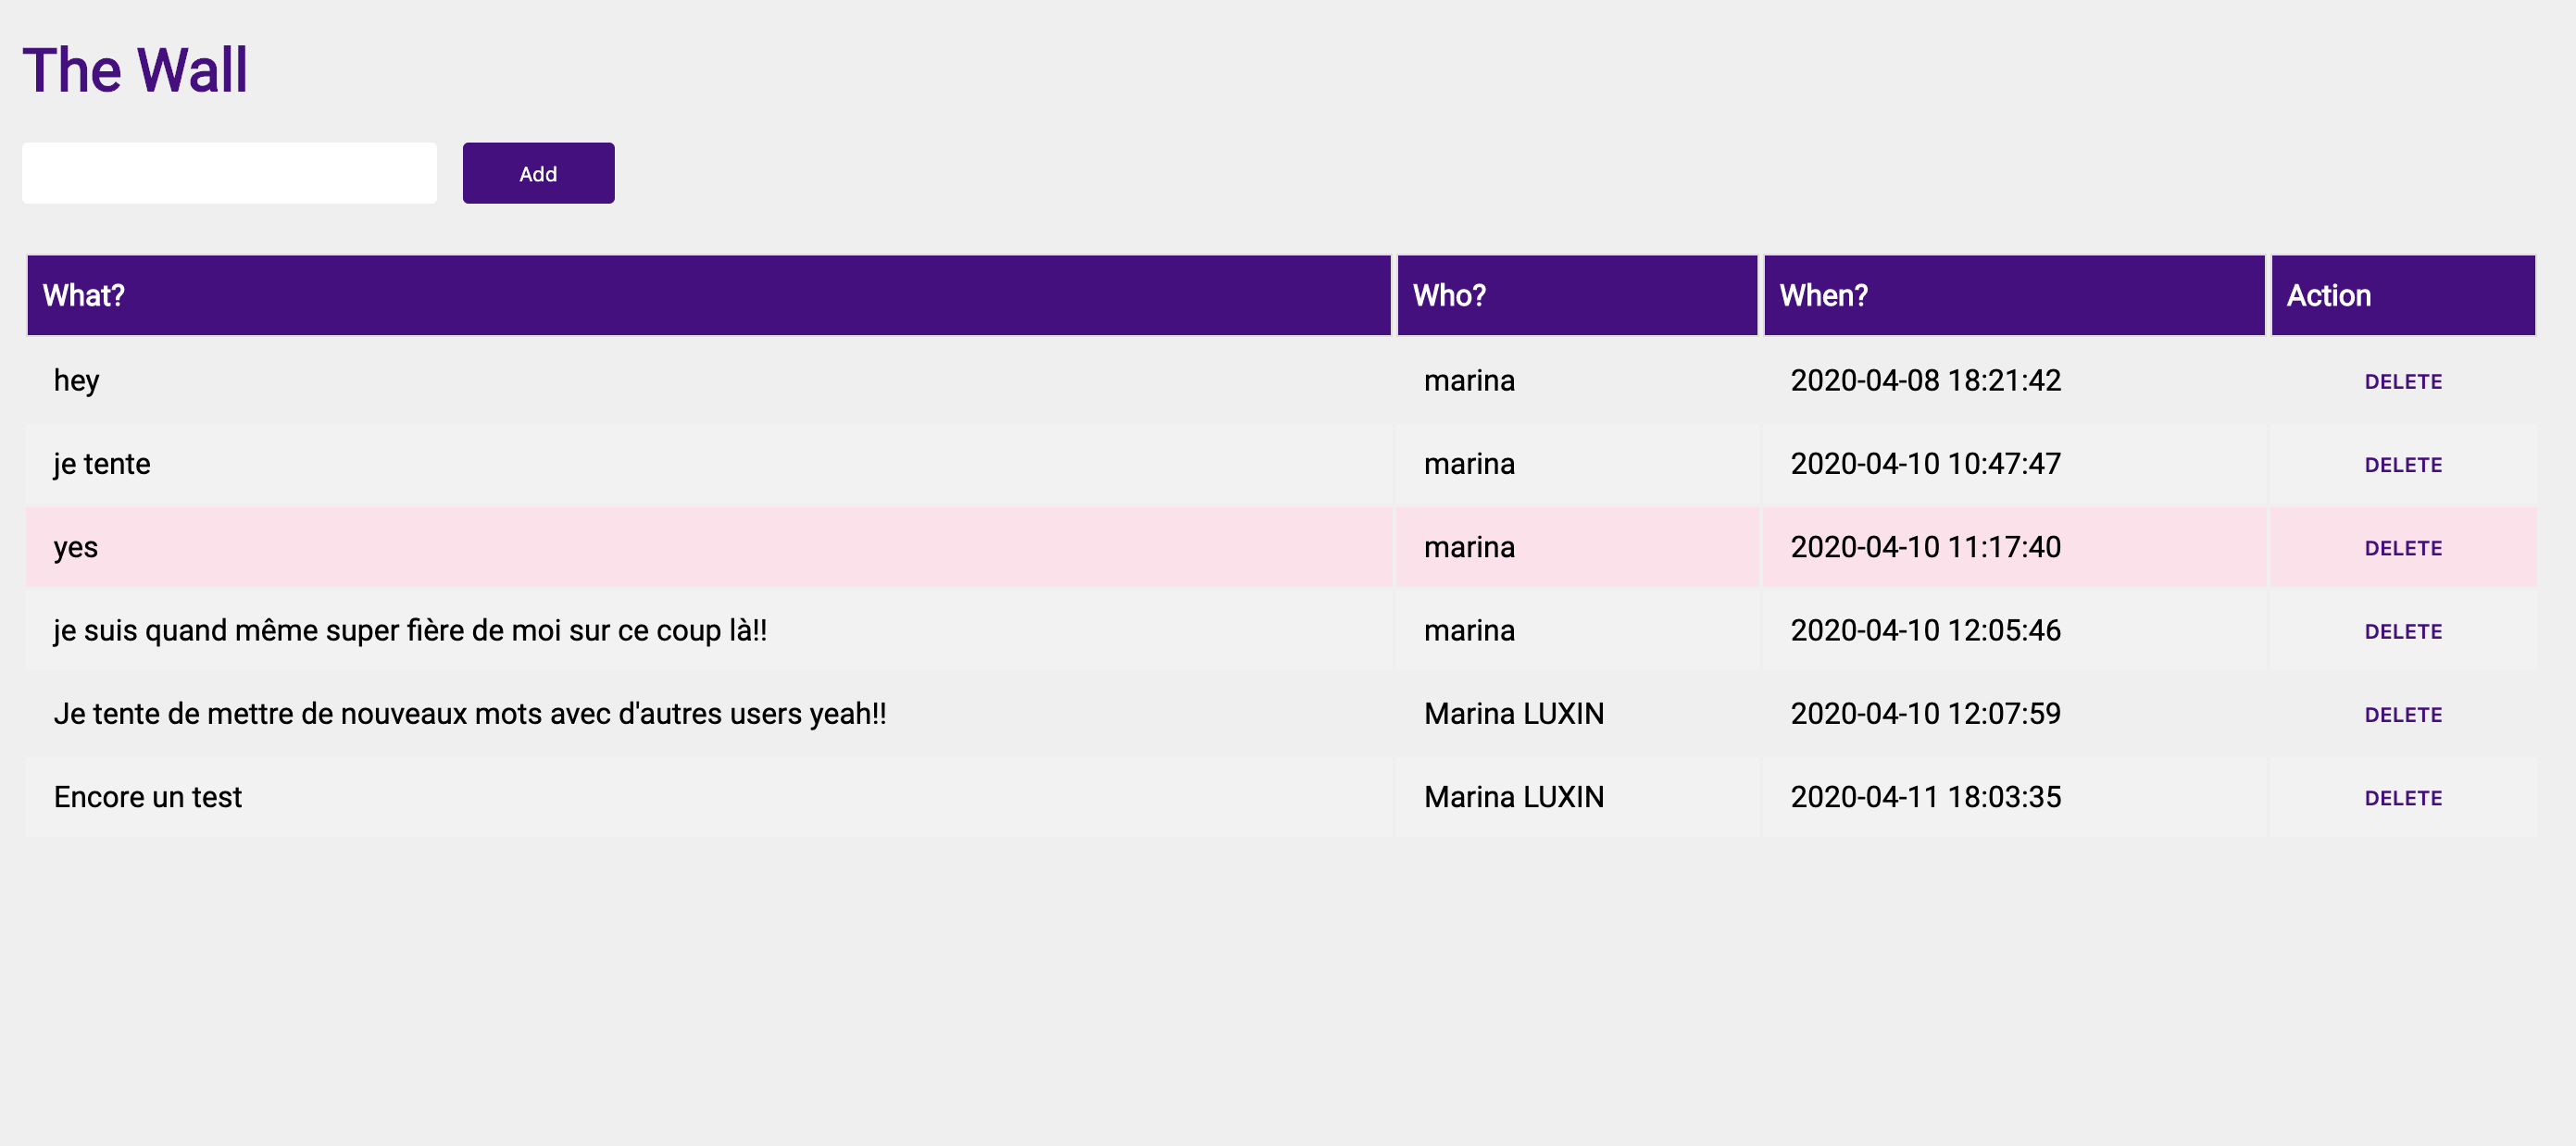 The Wall
Add
What? Who? When? Action
hey marina 2020-04-08 18:21:42 DELETE
je tente marina 2020-04-10 10:47:47 DELETE
yes marina 2020-04-10 11:17:40 DELETE
je suis quand même super fière de moi sur ce coup là!! marina 2020-04-10 12:05:46 DELETE
Je tente de mettre de nouveaux mots avec d'autres users yeah!! Marina LUXIN 2020-04-10 12:07:59 DELETE
Encore un test Marina LUXIN 2020-04-11 18:03:35 DELETE